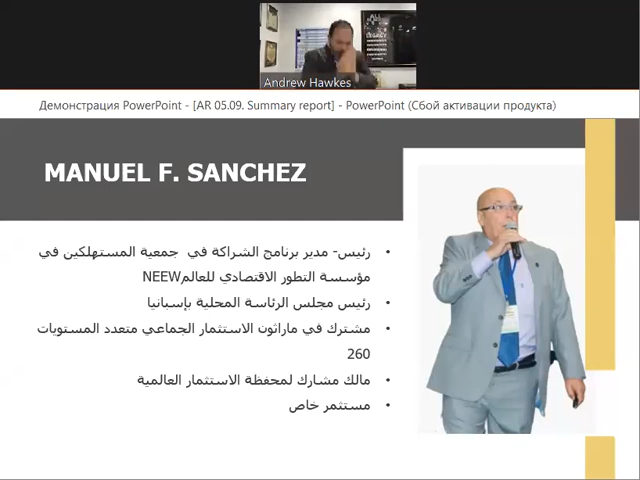 ALL
LEGACY
Andrew Hawkes
Демонстрация PowerPoint - [AR 05.09. Summary report] - PowerPoint (Сбой активации продукта)
MANUEL F. SANCHEZ
• رئيس- مدير برنامج الشراكة في جمعية المستهلكين في
مؤسسة التطور الاقتصادي للعالمNEEW
• رئيس مجلس الرئاسة المحلية بإسبانيا
• مشترك في ماراثون الاستثمار الجماعي متعدد المستويات
260
• مالك مشارك لمحفظة الاستثمار العالمية
• مستثمر خاص